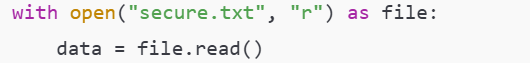 with open("secure.txt", "r") as file:
    data = file.read()